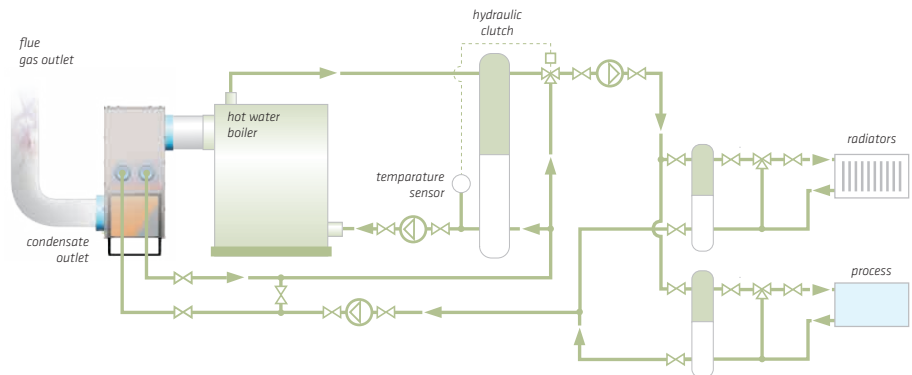 hydraulic
clutch
flue
gas outlet
hot water
boiler
radiators
temparature
sensor
condensate
outlet
process